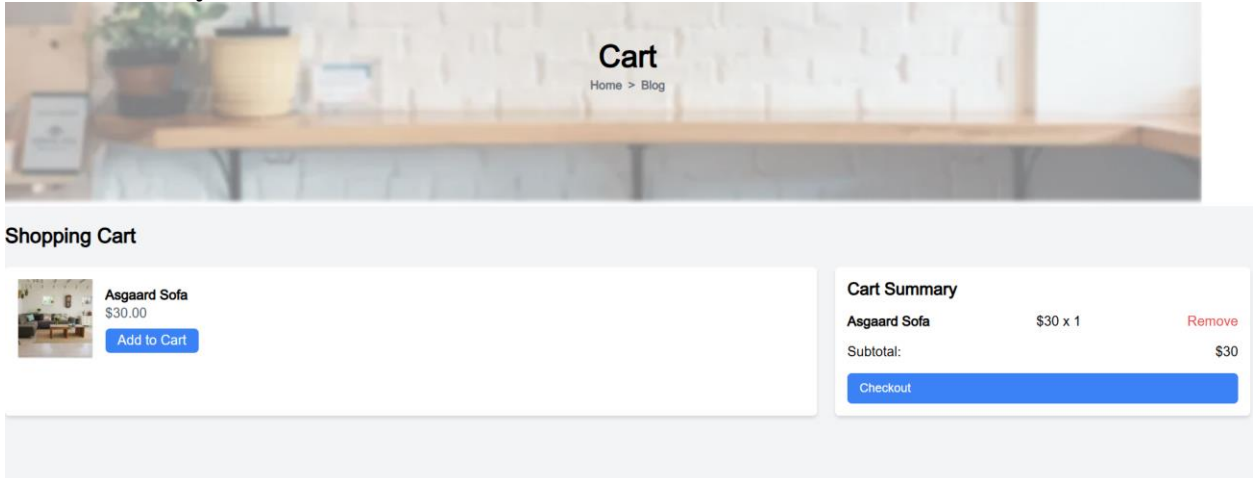 Cart
Home > Blog
Shopping Cart
Asgaard Sofa
$30.00
Add to Cart
Cart Summary
Asgaard Sofa $30 x 1 Remove
Subtotal: $30
Checkout